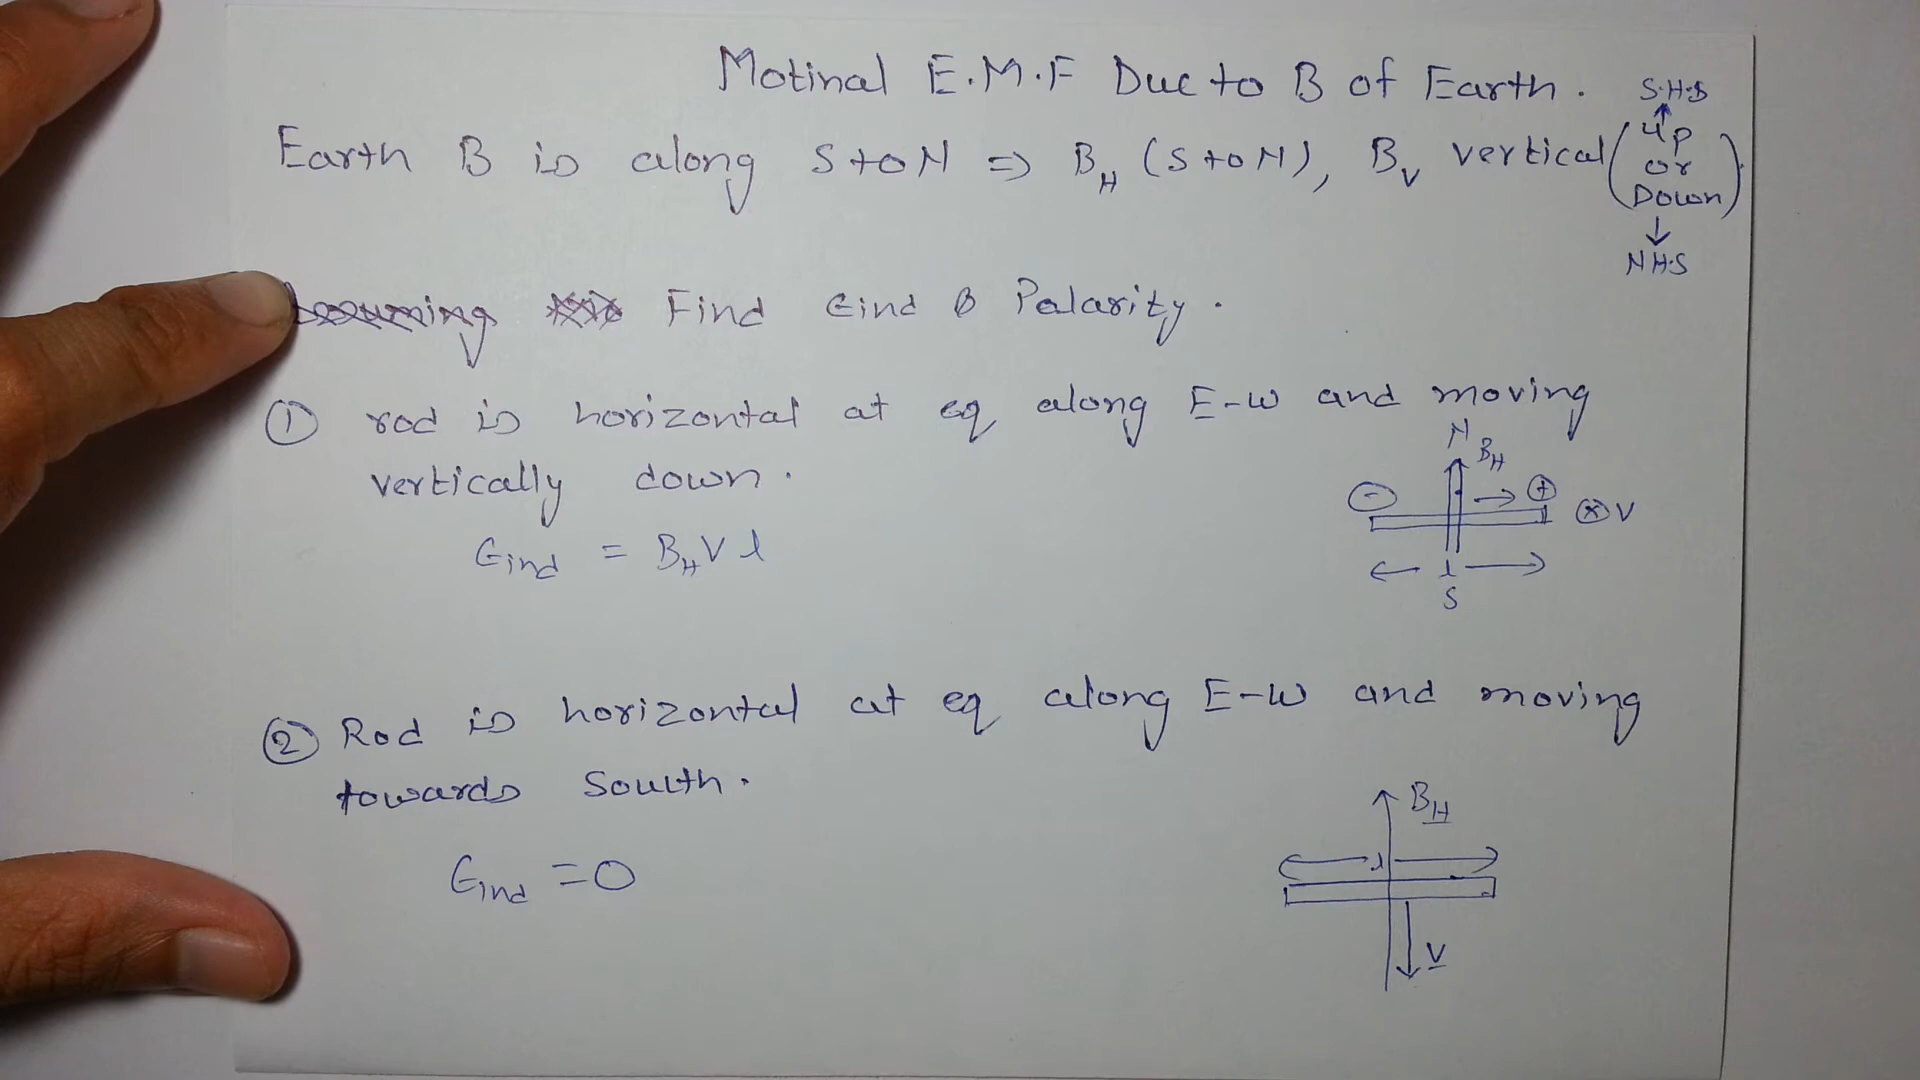 Motinal E.M.F Due to B of Earth.
Earth B is along S to N ⇒ B_H (S to N), B_V vertical (Up or Down)
S.H.S
N.H.S
Find Eind & Palarity.
① rod is horizontal at eq along E-W and moving
vertically down.
N
B_H
⊖ → ⊕ ⊗ V
Eind = B_H V l
← l →
S
② Rod is horizontal at eq along E-W and moving
towards South.
B_H
Eind = 0
l
V